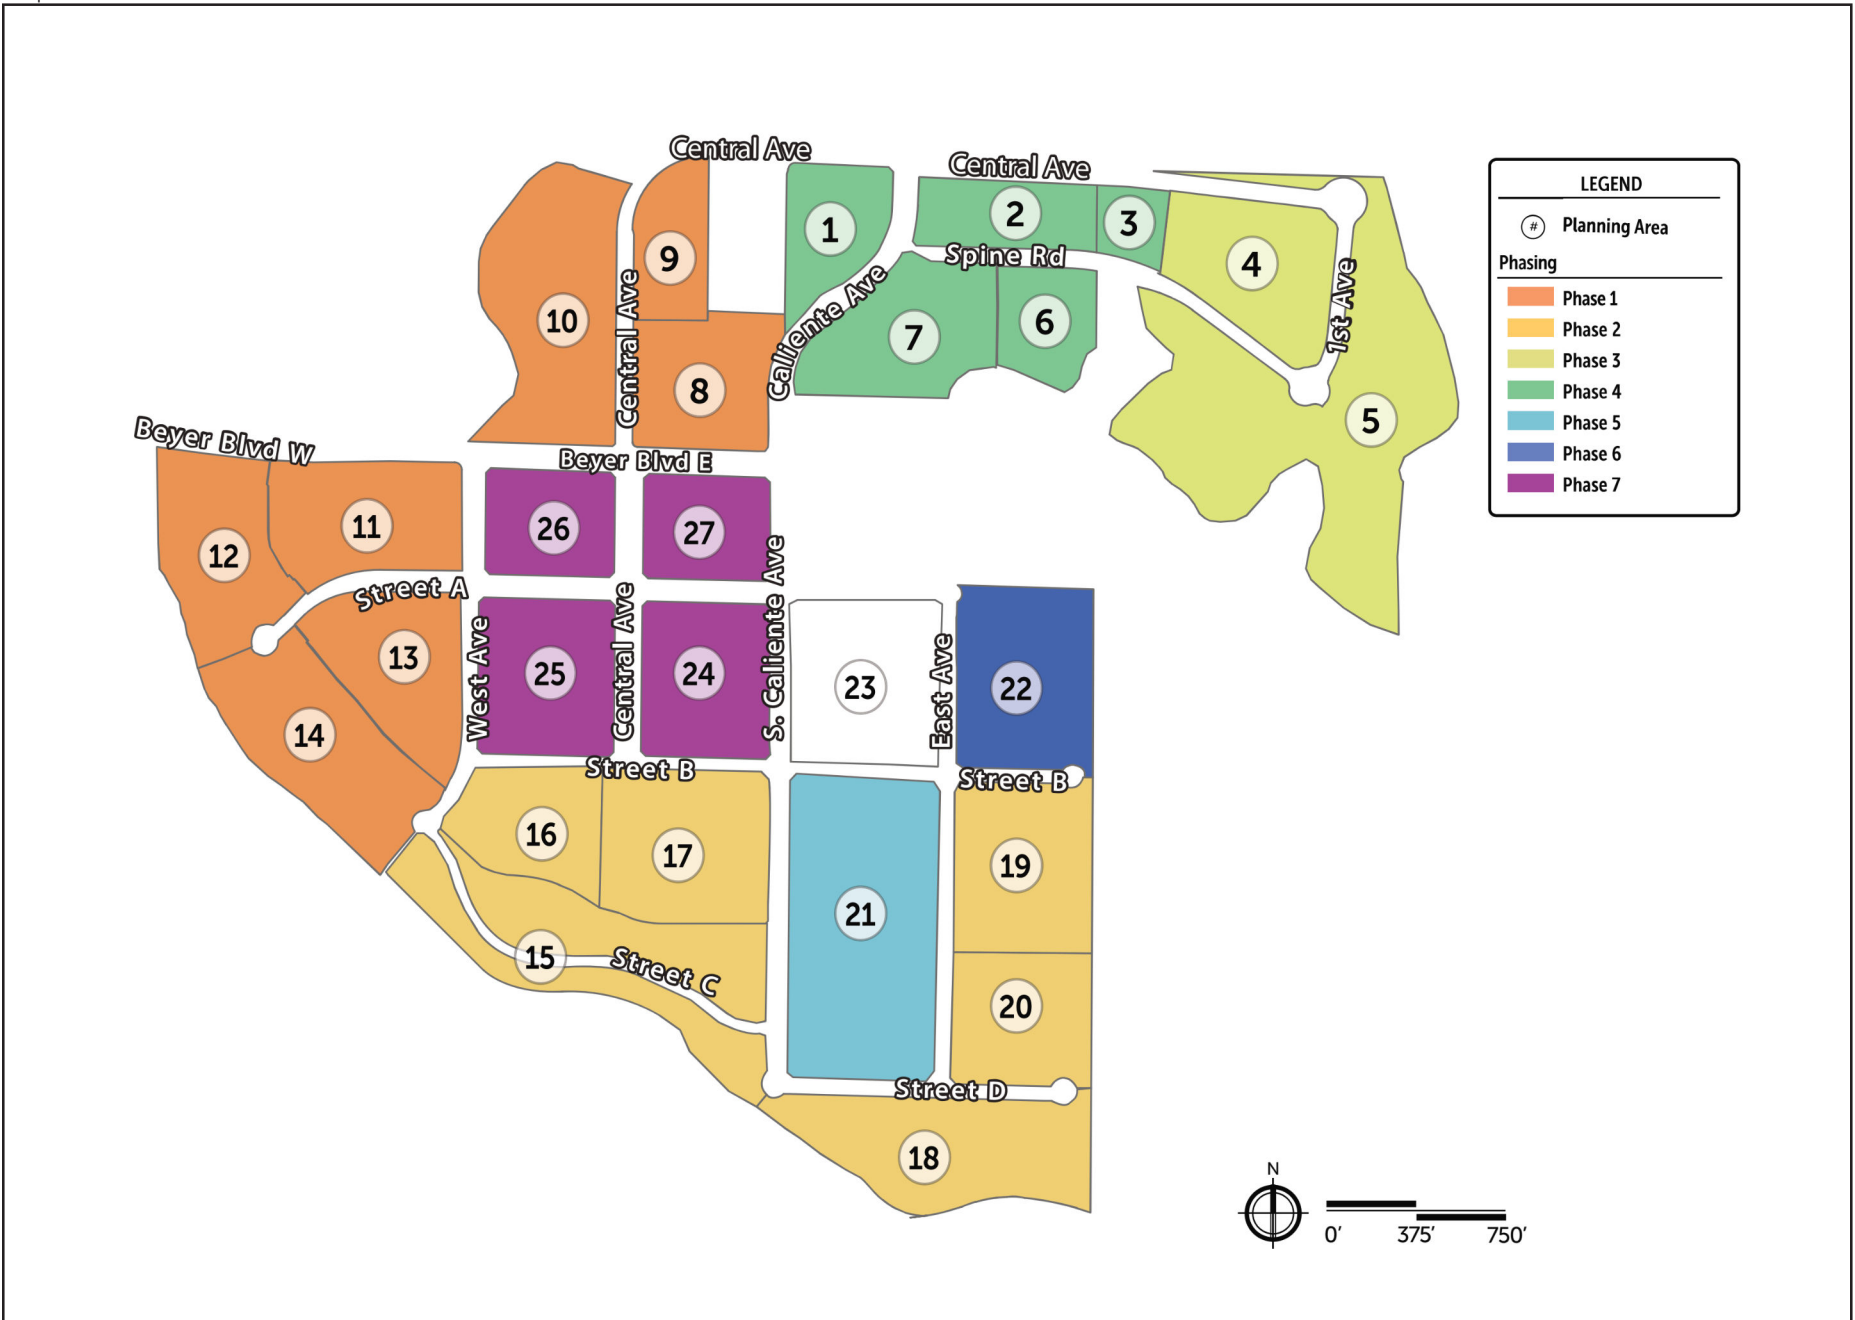 Central Ave
Central Ave
1
2
3
9
Spine Rd
4
10
Central Ave
Caliente Ave
7
6
1st Ave
8
5
Beyer Blvd W
Beyer Blvd E
11
12
26
27
Street A
13
14
West Ave
25
Central Ave
24
S. Caliente Ave
23
East Ave
22
Street B
Street B
16
17
19
21
15
Street C
20
Street D
18
LEGEND
# Planning Area
Phasing
Phase 1
Phase 2
Phase 3
Phase 4
Phase 5
Phase 6
Phase 7
N
0' 375' 750'